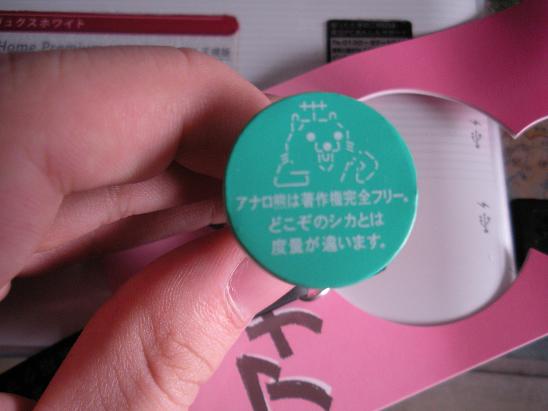 ュクスホワイト
Home Premium
アナロ熊は著作権完全フリー。
どこぞのシカとは
度量が違います。